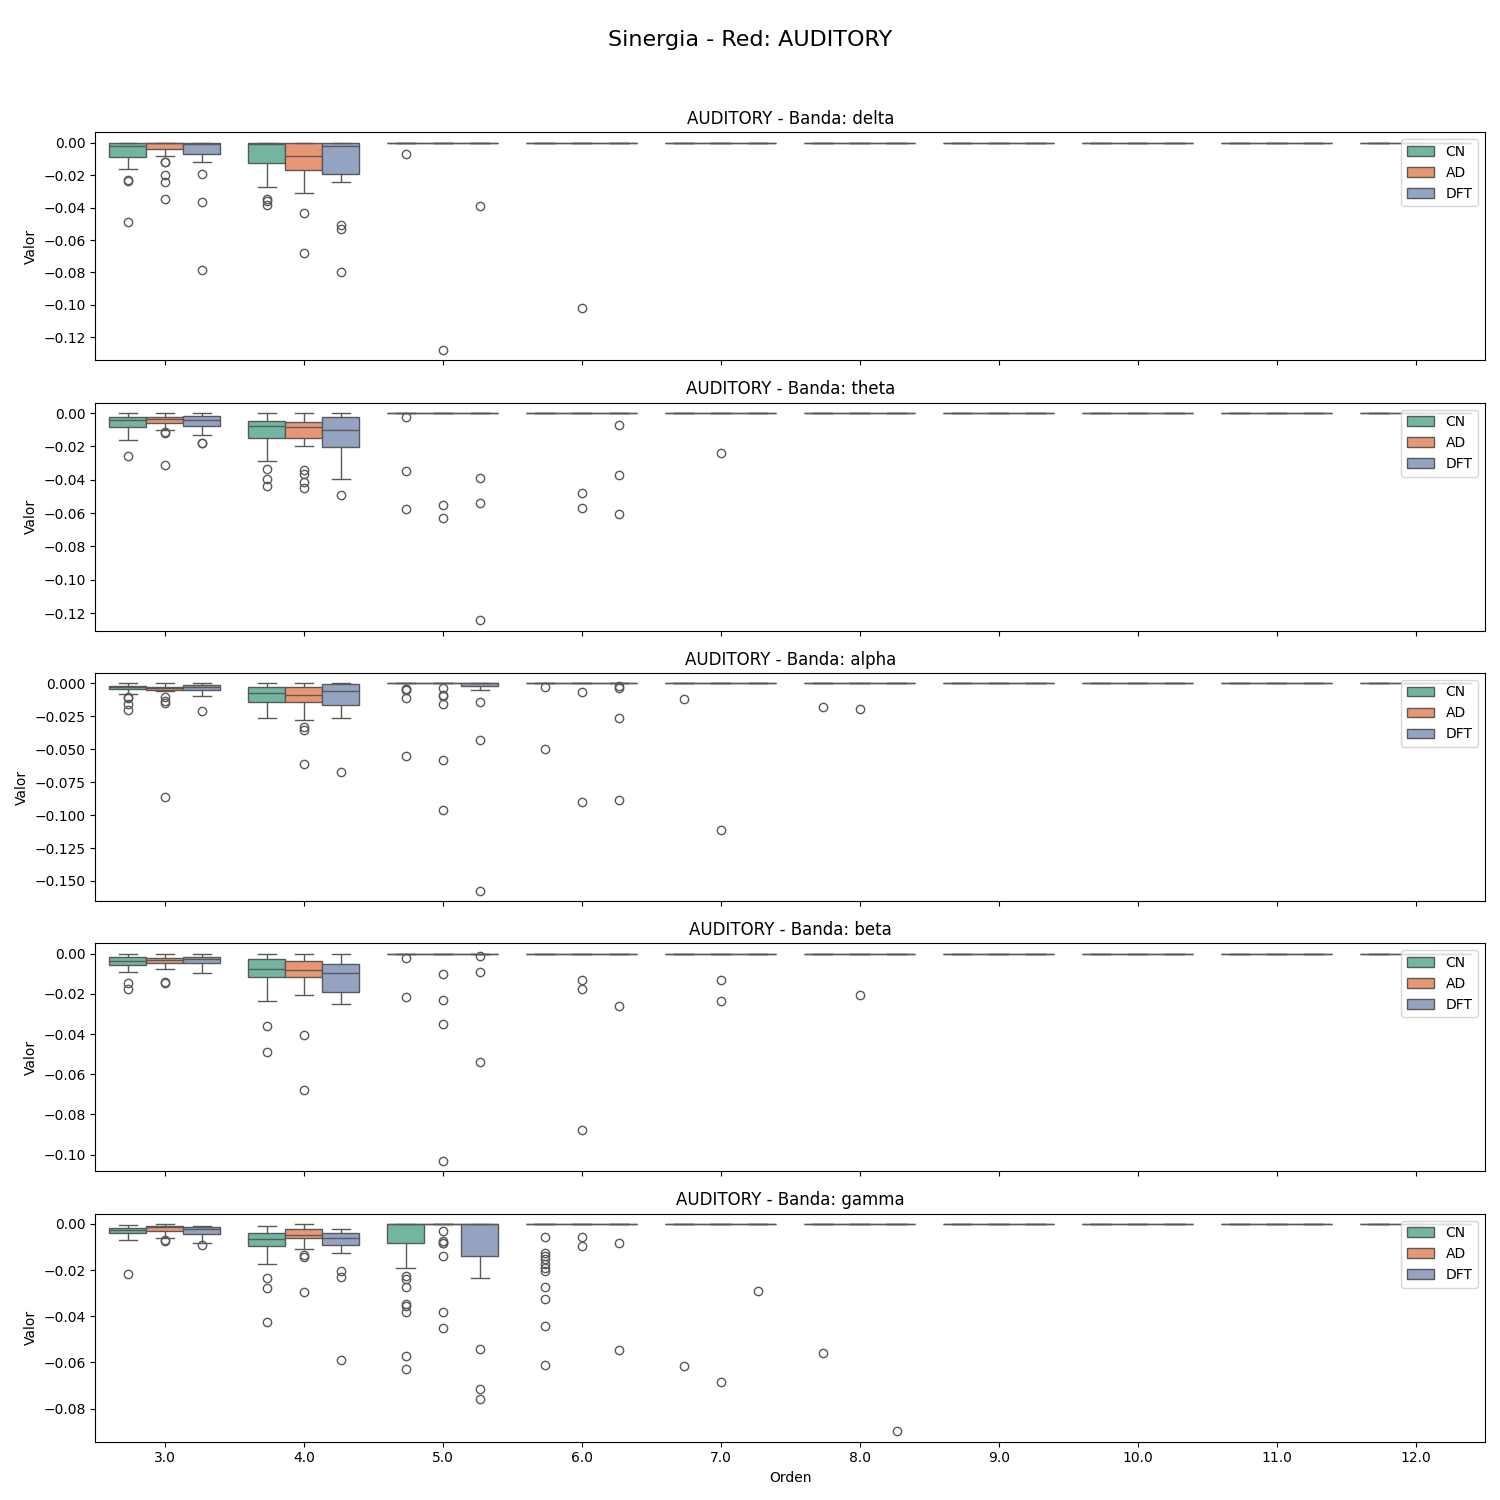 Sinergia - Red: AUDITORY
AUDITORY - Banda: delta
0.00
−0.02
−0.04
−0.06
−0.08
−0.10
−0.12
Valor
CN
AD
DFT
AUDITORY - Banda: theta
0.00
−0.02
−0.04
−0.06
−0.08
−0.10
−0.12
Valor
CN
AD
DFT
AUDITORY - Banda: alpha
0.000
−0.025
−0.050
−0.075
−0.100
−0.125
−0.150
Valor
CN
AD
DFT
AUDITORY - Banda: beta
0.00
−0.02
−0.04
−0.06
−0.08
−0.10
Valor
CN
AD
DFT
AUDITORY - Banda: gamma
0.00
−0.02
−0.04
−0.06
−0.08
Valor
CN
AD
DFT
3.0 4.0 5.0 6.0 7.0 8.0 9.0 10.0 11.0 12.0
Orden